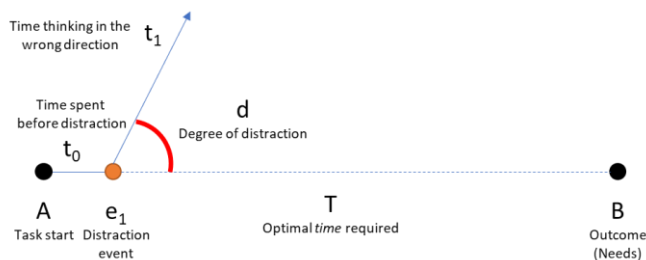 Time thinking in the
wrong direction
t1
Time spent
before distraction
t0
d
Degree of distraction
A
Task start
e1
Distraction
event
T
Optimal time required
B
Outcome
(Needs)